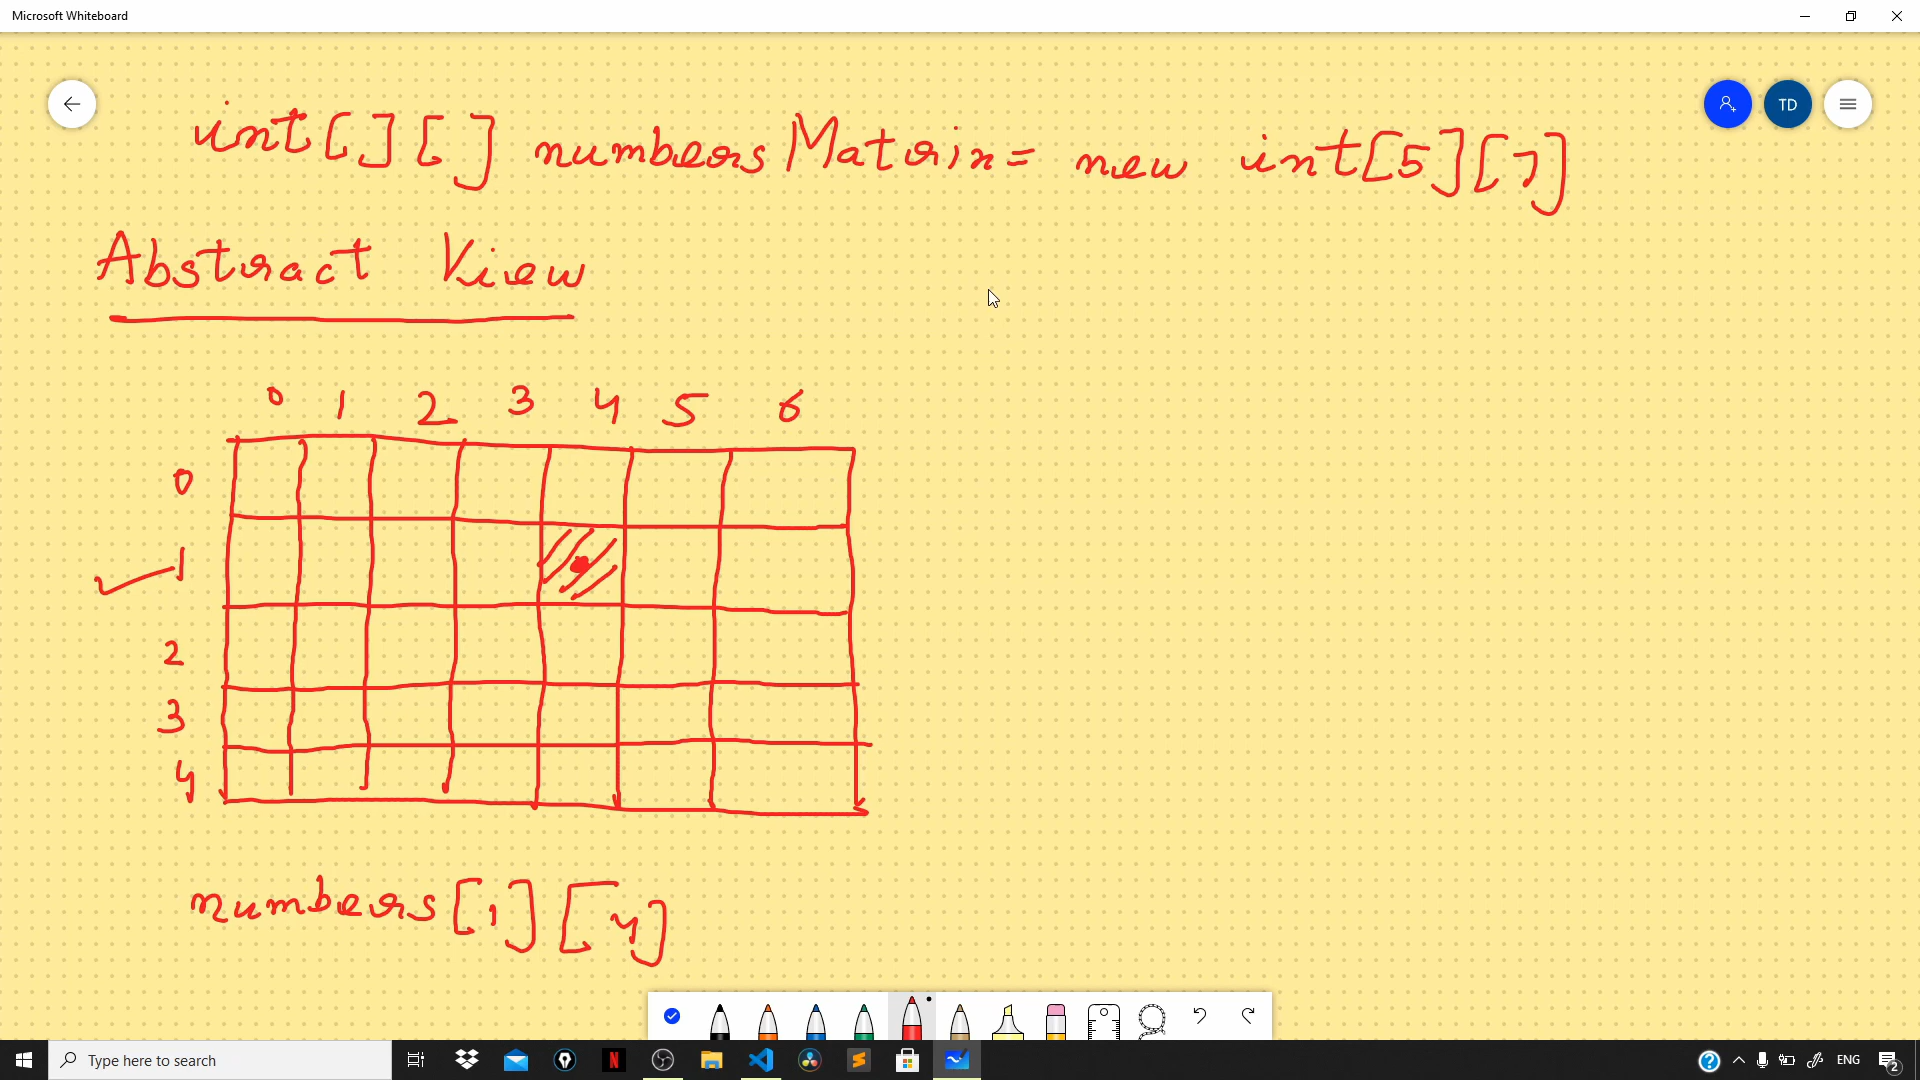 Microsoft Whiteboard
int[][] numbersMatrix= new int[5][7]
TD
Abstract View
0 1 2 3 4 5 6
0
1
2
3
4
numbers[1][4]
Type here to search
N
ENG
2